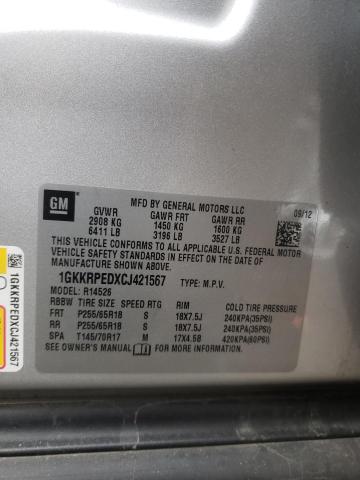 GM
MFD BY GENERAL MOTORS LLC
09/12
GVWR GAWR FRT GAWR RR
2908 KG 1450 KG 1600 KG
6411 LB 3196 LB 3527 LB
THIS VEHICLE CONFORMS TO ALL APPLICABLE U.S. FEDERAL MOTOR
VEHICLE SAFETY STANDARDS IN EFFECT ON THE DATE OF
MANUFACTURE SHOWN ABOVE.
1GKKRPEDXCJ421567 TYPE: M.P.V.
MODEL: R14526
RBBW TIRE SIZE SPEED RTG RIM COLD TIRE PRESSURE
FRT P255/65R18 S 18X7.5J 240KPA(35PSI)
RR P255/65R18 S 18X7.5J 240KPA(35PSI)
SPA T145/70R17 M 17X4.5B 420KPA(60PSI)
SEE OWNER'S MANUAL FOR MORE INFORMATION.
1GKKRPEDXCJ421567